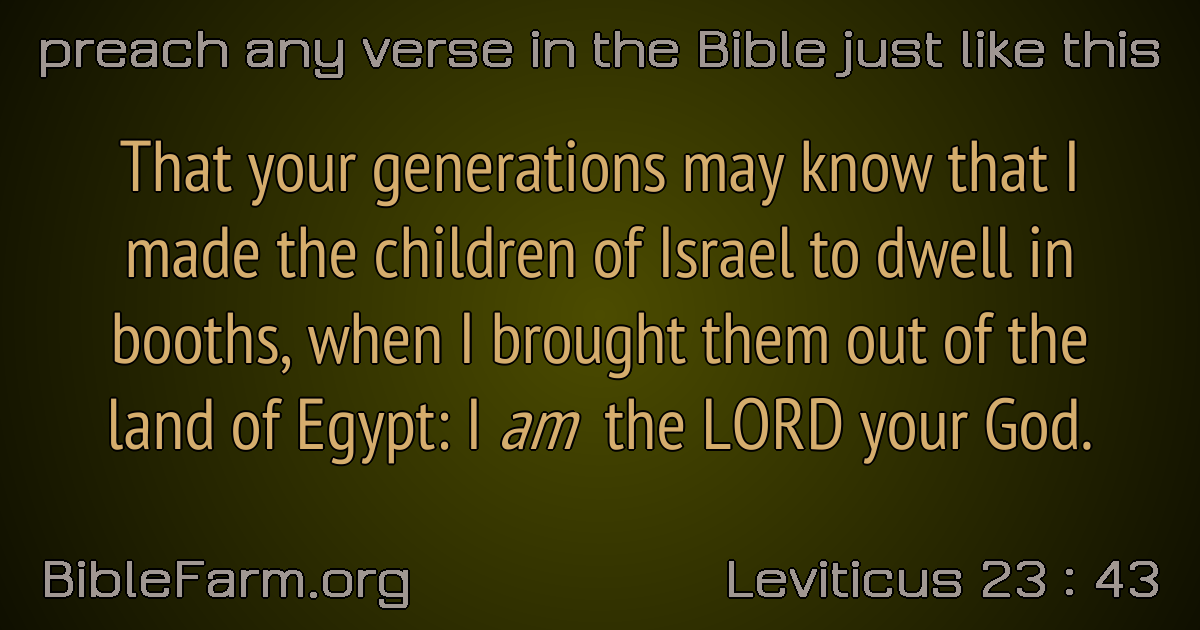 preach any verse in the Bible just like this
That your generations may know that I
made the children of Israel to dwell in
booths, when I brought them out of the
land of Egypt: I am the LORD your God.
BibleFarm.org
Leviticus 23 : 43